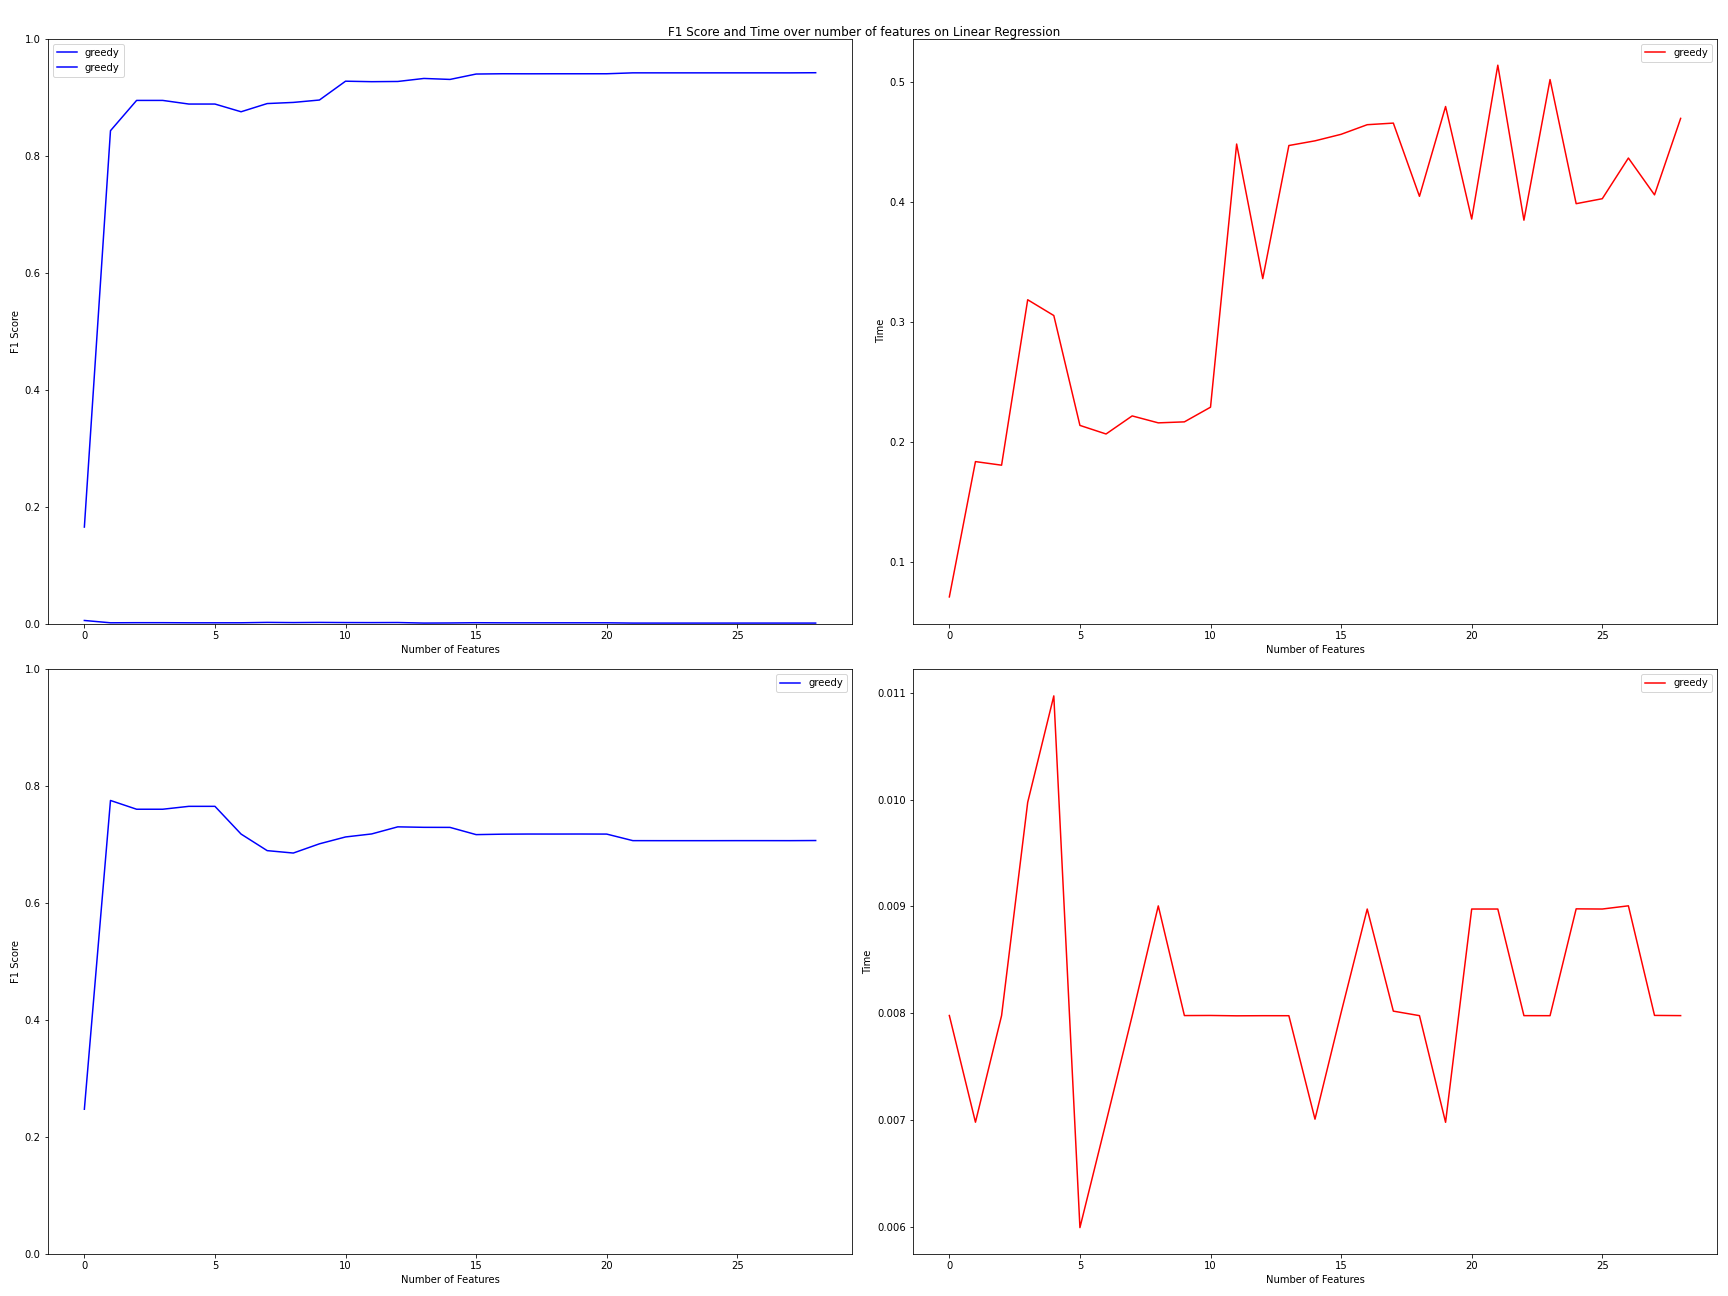 F1 Score and Time over number of features on Linear Regression
greedy
greedy
F1 Score
1.0
0.8
0.6
0.4
0.2
0.0
0 5 10 15 20 25
Number of Features
greedy
Time
0.5
0.4
0.3
0.2
0.1
0 5 10 15 20 25
Number of Features
greedy
F1 Score
1.0
0.8
0.6
0.4
0.2
0.0
0 5 10 15 20 25
Number of Features
greedy
Time
0.011
0.010
0.009
0.008
0.007
0.006
0 5 10 15 20 25
Number of Features